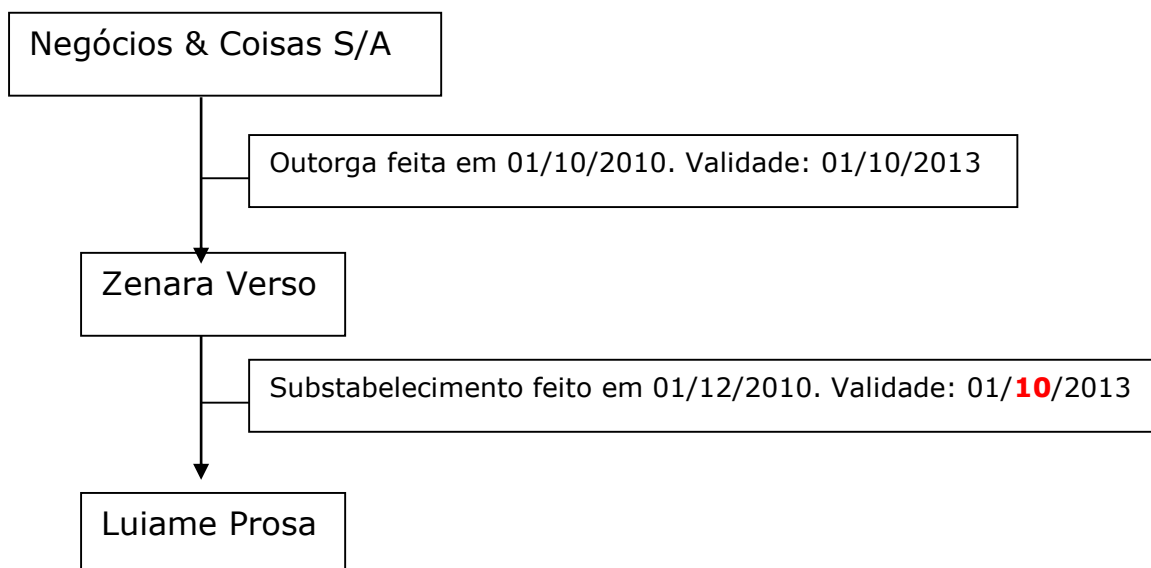 Negócios & Coisas S/A
Outorga feita em 01/10/2010. Validade: 01/10/2013
Zenara Verso
Substabelecimento feito em 01/12/2010. Validade: 01/10/2013
Luiame Prosa